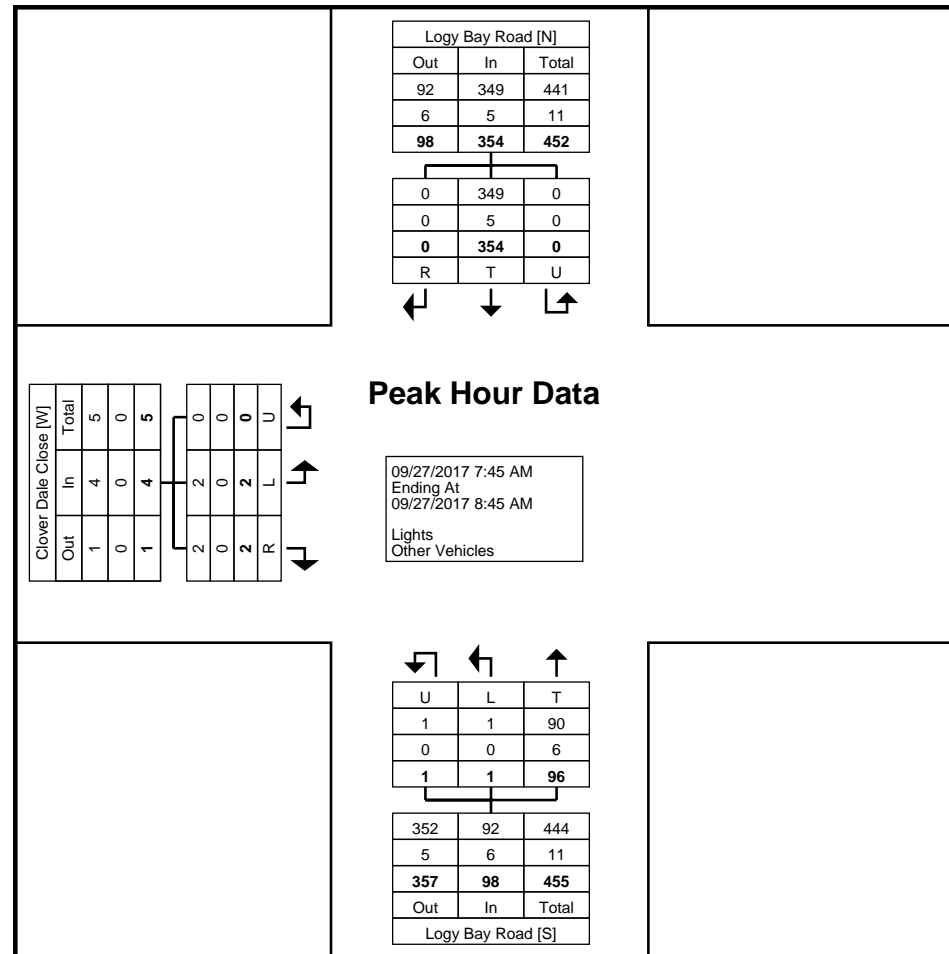 Logy Bay Road [N]
Out In Total
92 349 441
6 5 11
98 354 452
0 349 0
0 5 0
0 354 0
R T U
Peak Hour Data
Clover Dale Close [W]
Out In Total
1 4 5
0 0 0
1 4 5
2 2 0
0 0 0
2 2 0
R L U
09/27/2017 7:45 AM
Ending At
09/27/2017 8:45 AM
Lights
Other Vehicles
U L T
1 1 90
0 0 6
1 1 96
352 92 444
5 6 11
357 98 455
Out In Total
Logy Bay Road [S]